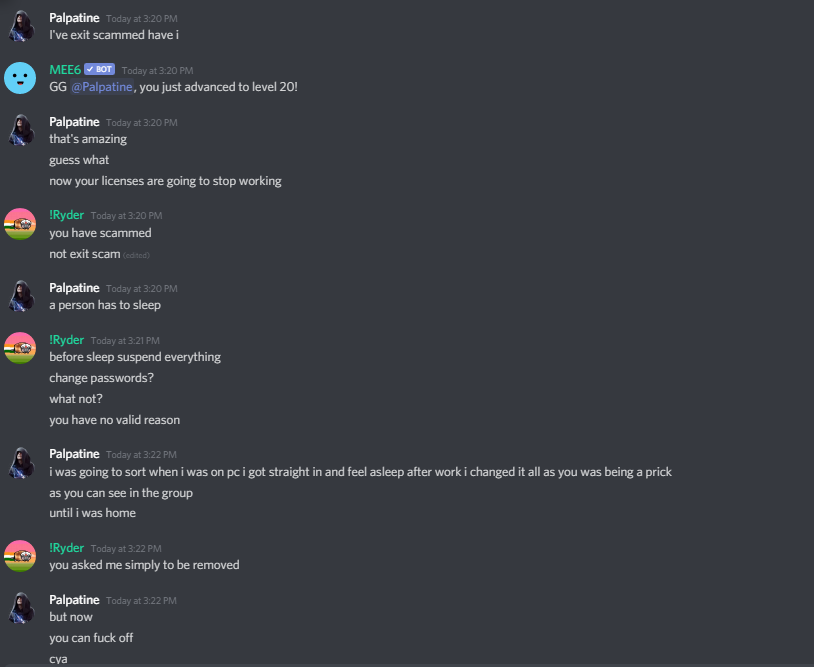 Palpatine Today at 3:20 PM
I've exit scammed have i
MEE6 ✓ BOT Today at 3:20 PM
GG @Palpatine, you just advanced to level 20!
Palpatine Today at 3:20 PM
that's amazing
guess what
now your licenses are going to stop working
!Ryder Today at 3:20 PM
you have scammed
not exit scam (edited)
Palpatine Today at 3:20 PM
a person has to sleep
!Ryder Today at 3:21 PM
before sleep suspend everything
change passwords?
what not?
you have no valid reason
Palpatine Today at 3:22 PM
i was going to sort when i was on pc i got straight in and feel asleep after work i changed it all as you was being a prick
as you can see in the group
until i was home
!Ryder Today at 3:22 PM
you asked me simply to be removed
Palpatine Today at 3:22 PM
but now
you can fuck off
cya